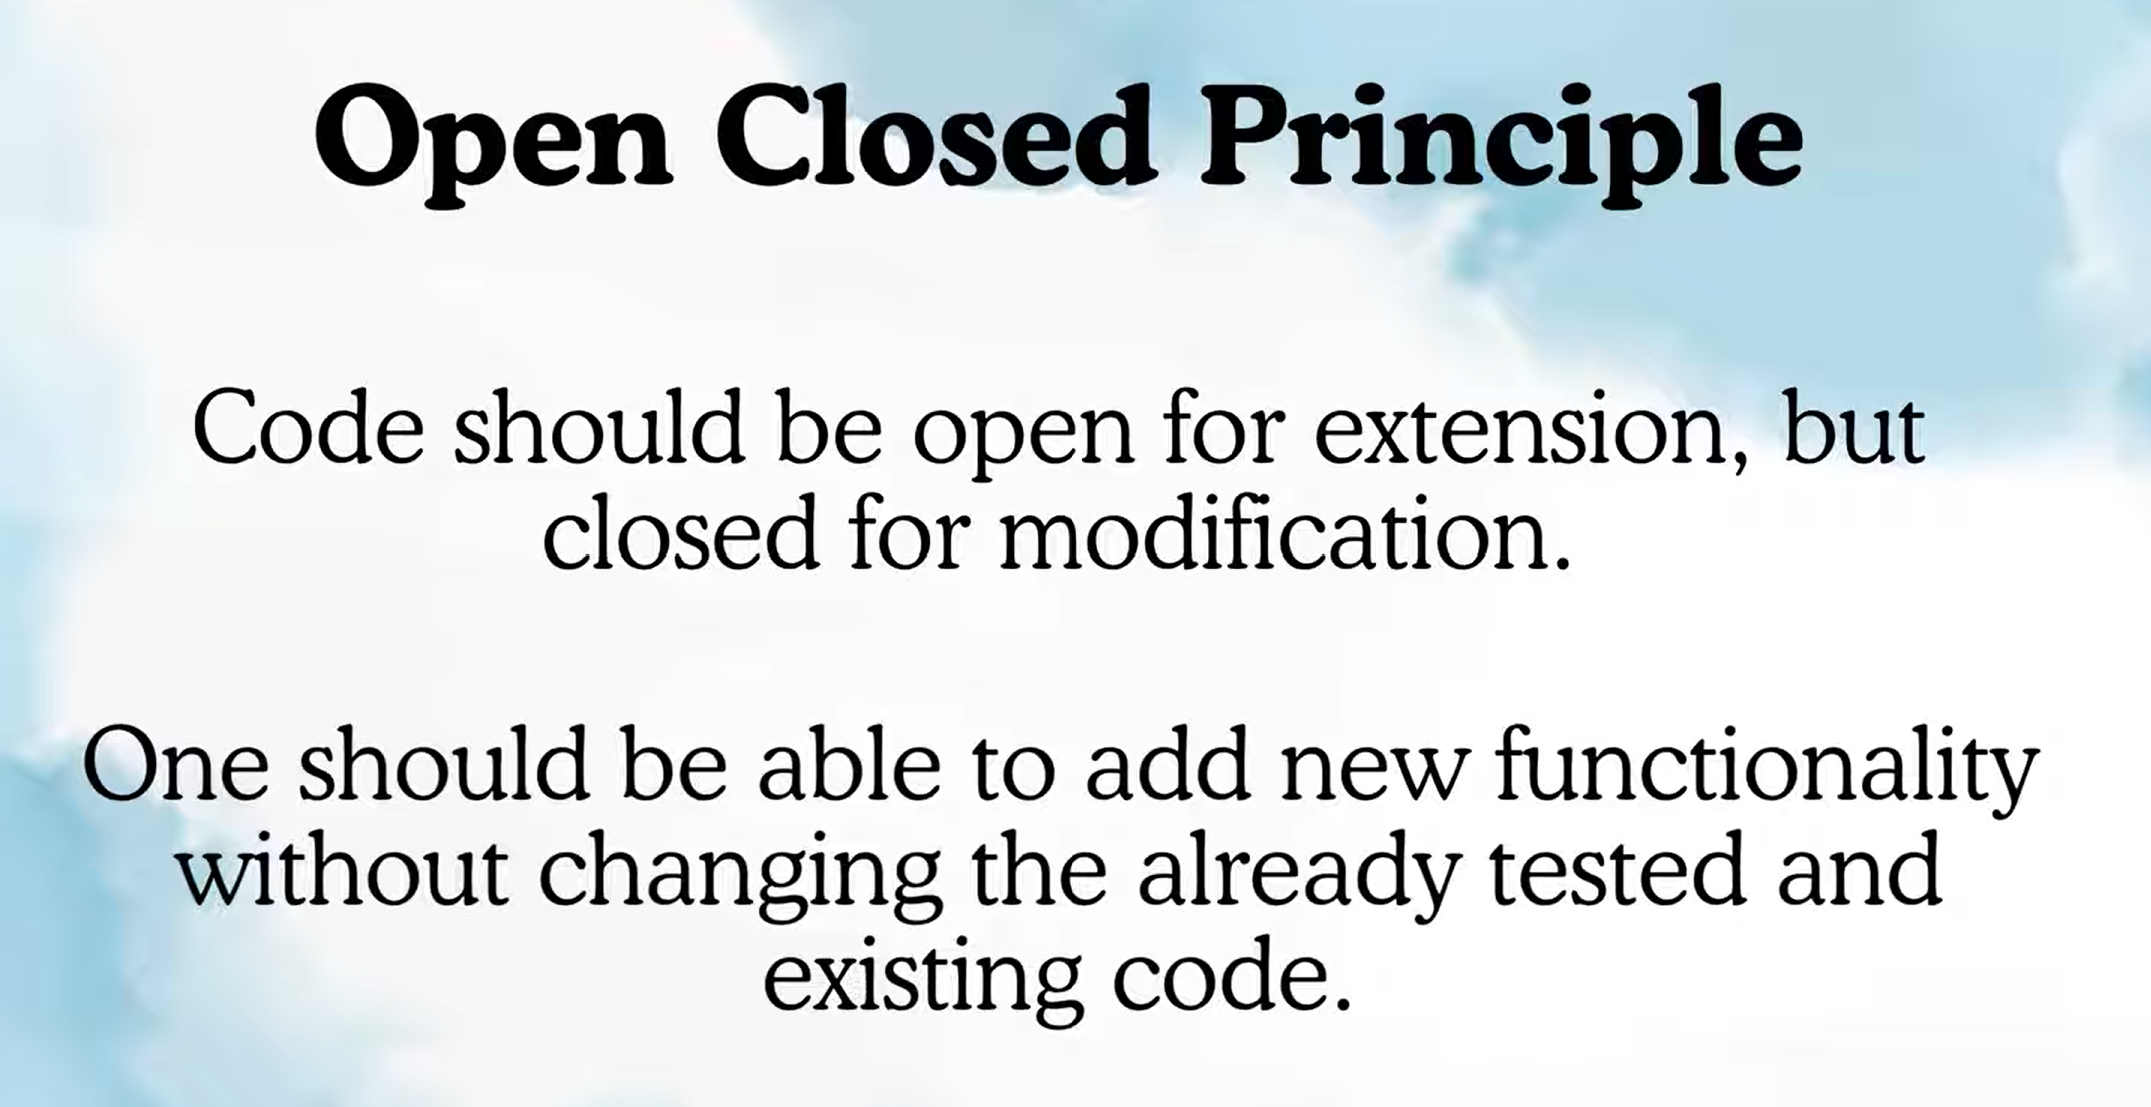 Open Closed Principle
Code should be open for extension, but
closed for modification.
One should be able to add new functionality
without changing the already tested and
existing code.